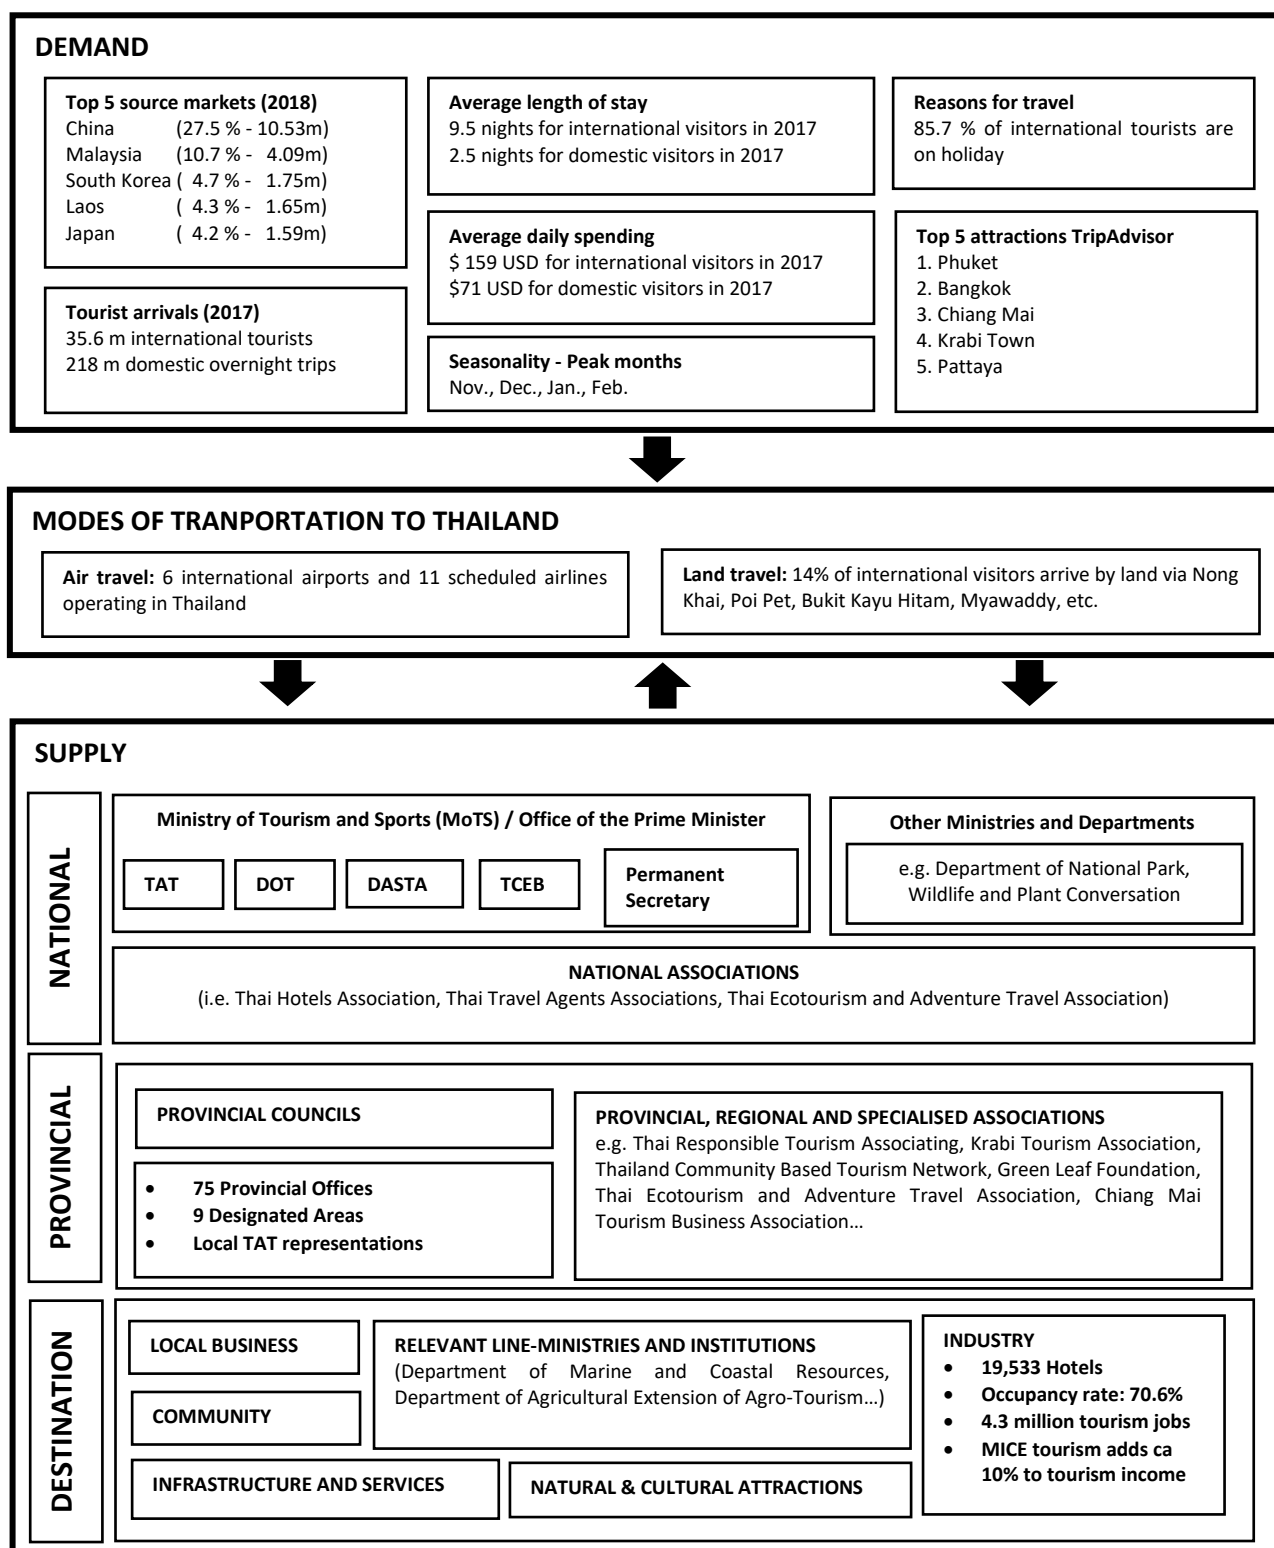 DEMAND
Top 5 source markets (2018)
China (27.5 % - 10.53m)
Malaysia (10.7 % - 4.09m)
South Korea ( 4.7 % - 1.75m)
Laos ( 4.3 % - 1.65m)
Japan ( 4.2 % - 1.59m)
Tourist arrivals (2017)
35.6 m international tourists
218 m domestic overnight trips
Average length of stay
9.5 nights for international visitors in 2017
2.5 nights for domestic visitors in 2017
Average daily spending
$ 159 USD for international visitors in 2017
$71 USD for domestic visitors in 2017
Seasonality - Peak months
Nov., Dec., Jan., Feb.
Reasons for travel
85.7 % of international tourists are
on holiday
Top 5 attractions TripAdvisor
1. Phuket
2. Bangkok
3. Chiang Mai
4. Krabi Town
5. Pattaya
MODES OF TRANPORTATION TO THAILAND
Air travel: 6 international airports and 11 scheduled airlines
operating in Thailand
Land travel: 14% of international visitors arrive by land via Nong
Khai, Poi Pet, Bukit Kayu Hitam, Myawaddy, etc.
SUPPLY
NATIONAL
Ministry of Tourism and Sports (MoTS) / Office of the Prime Minister
TAT
DOT
DASTA
TCEB
Permanent
Secretary
Other Ministries and Departments
e.g. Department of National Park,
Wildlife and Plant Conversation
NATIONAL ASSOCIATIONS
(i.e. Thai Hotels Association, Thai Travel Agents Associations, Thai Ecotourism and Adventure Travel Association)
PROVINCIAL
PROVINCIAL COUNCILS
• 75 Provincial Offices
• 9 Designated Areas
• Local TAT representations
PROVINCIAL, REGIONAL AND SPECIALISED ASSOCIATIONS
e.g. Thai Responsible Tourism Associating, Krabi Tourism Association,
Thailand Community Based Tourism Network, Green Leaf Foundation,
Thai Ecotourism and Adventure Travel Association, Chiang Mai
Tourism Business Association…
DESTINATION
LOCAL BUSINESS
COMMUNITY
RELEVANT LINE-MINISTRIES AND INSTITUTIONS
(Department of Marine and Coastal Resources,
Department of Agricultural Extension of Agro-Tourism…)
INFRASTRUCTURE AND SERVICES
NATURAL & CULTURAL ATTRACTIONS
INDUSTRY
• 19,533 Hotels
• Occupancy rate: 70.6%
• 4.3 million tourism jobs
• MICE tourism adds ca
10% to tourism income